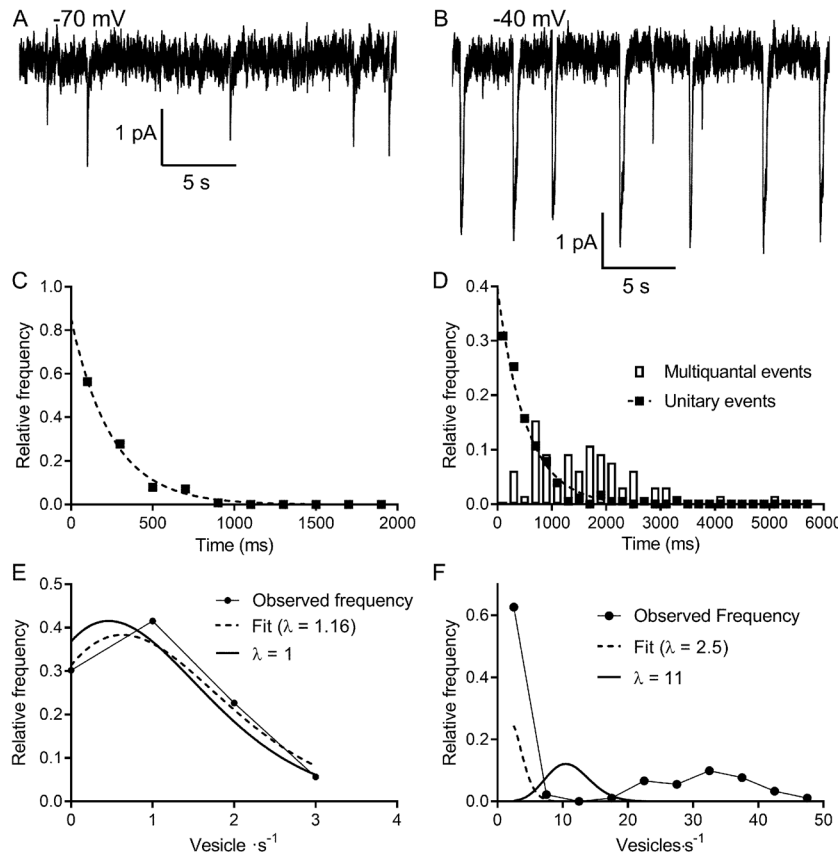 A
-70 mV
1 pA
5 s
B
-40 mV
1 pA
5 s
C
Relative frequency
1.0
0.8
0.6
0.4
0.2
0.0
0 500 1000 1500 2000
Time (ms)
D
Relative frequency
0.4
0.3
0.2
0.1
0.0
Multiquantal events
Unitary events
0 1000 2000 3000 4000 5000 6000
Time (ms)
E
Relative frequency
0.5
0.4
0.3
0.4
0.1
0.0
Observed frequency
Fit (λ = 1.16)
λ = 1
0 1 2 3 4
Vesicle ·s⁻¹
F
Relative frequency
0.6
0.4
0.2
0.0
Observed Frequency
Fit (λ = 2.5)
λ = 11
0 10 20 30 40 50
Vesicles·s⁻¹